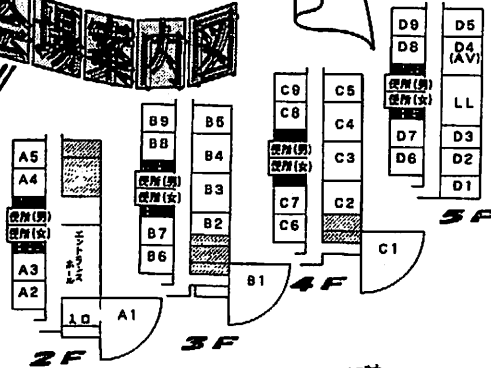 場案内図
A5
A4
便所(男)
便所(女)
A3
A2
エントランスホール
A1
2F
B9
B8
便所(男)
便所(女)
B7
B6
B5
B4
B3
B2
B1
3F
C9
C8
便所(男)
便所(女)
C7
C6
C5
C4
C3
C2
C1
4F
D9
D8
便所(男)
便所(女)
D7
D6
D5
D4
(AV)
LL
D3
D2
D1
5F